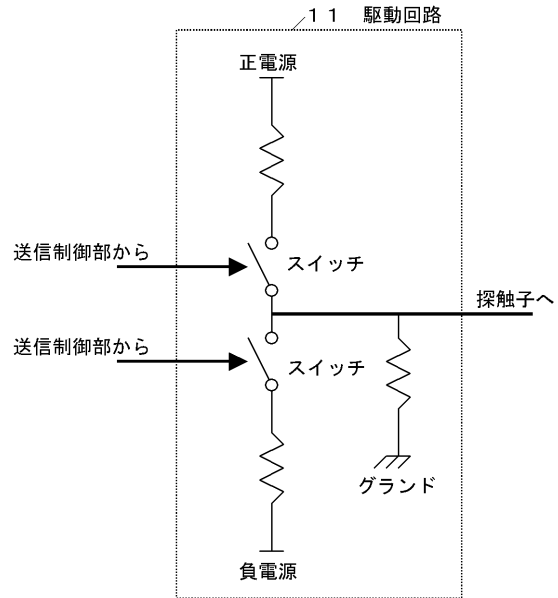 11 駆動回路
正電源
送信制御部から
スイッチ
探触子へ
送信制御部から
スイッチ
グランド
負電源